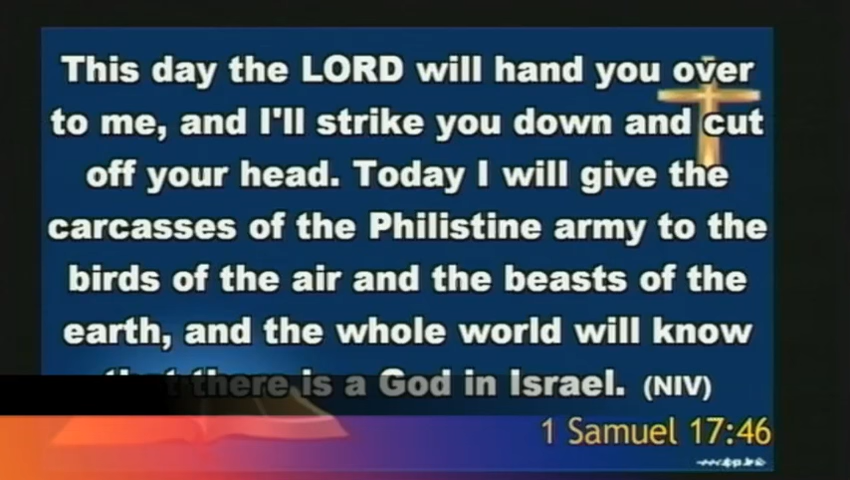 This day the LORD will hand you over
to me, and I'll strike you down and cut
off your head. Today I will give the
carcasses of the Philistine army to the
birds of the air and the beasts of the
earth, and the whole world will know
that there is a God in Israel. (NIV)
1 Samuel 17:46